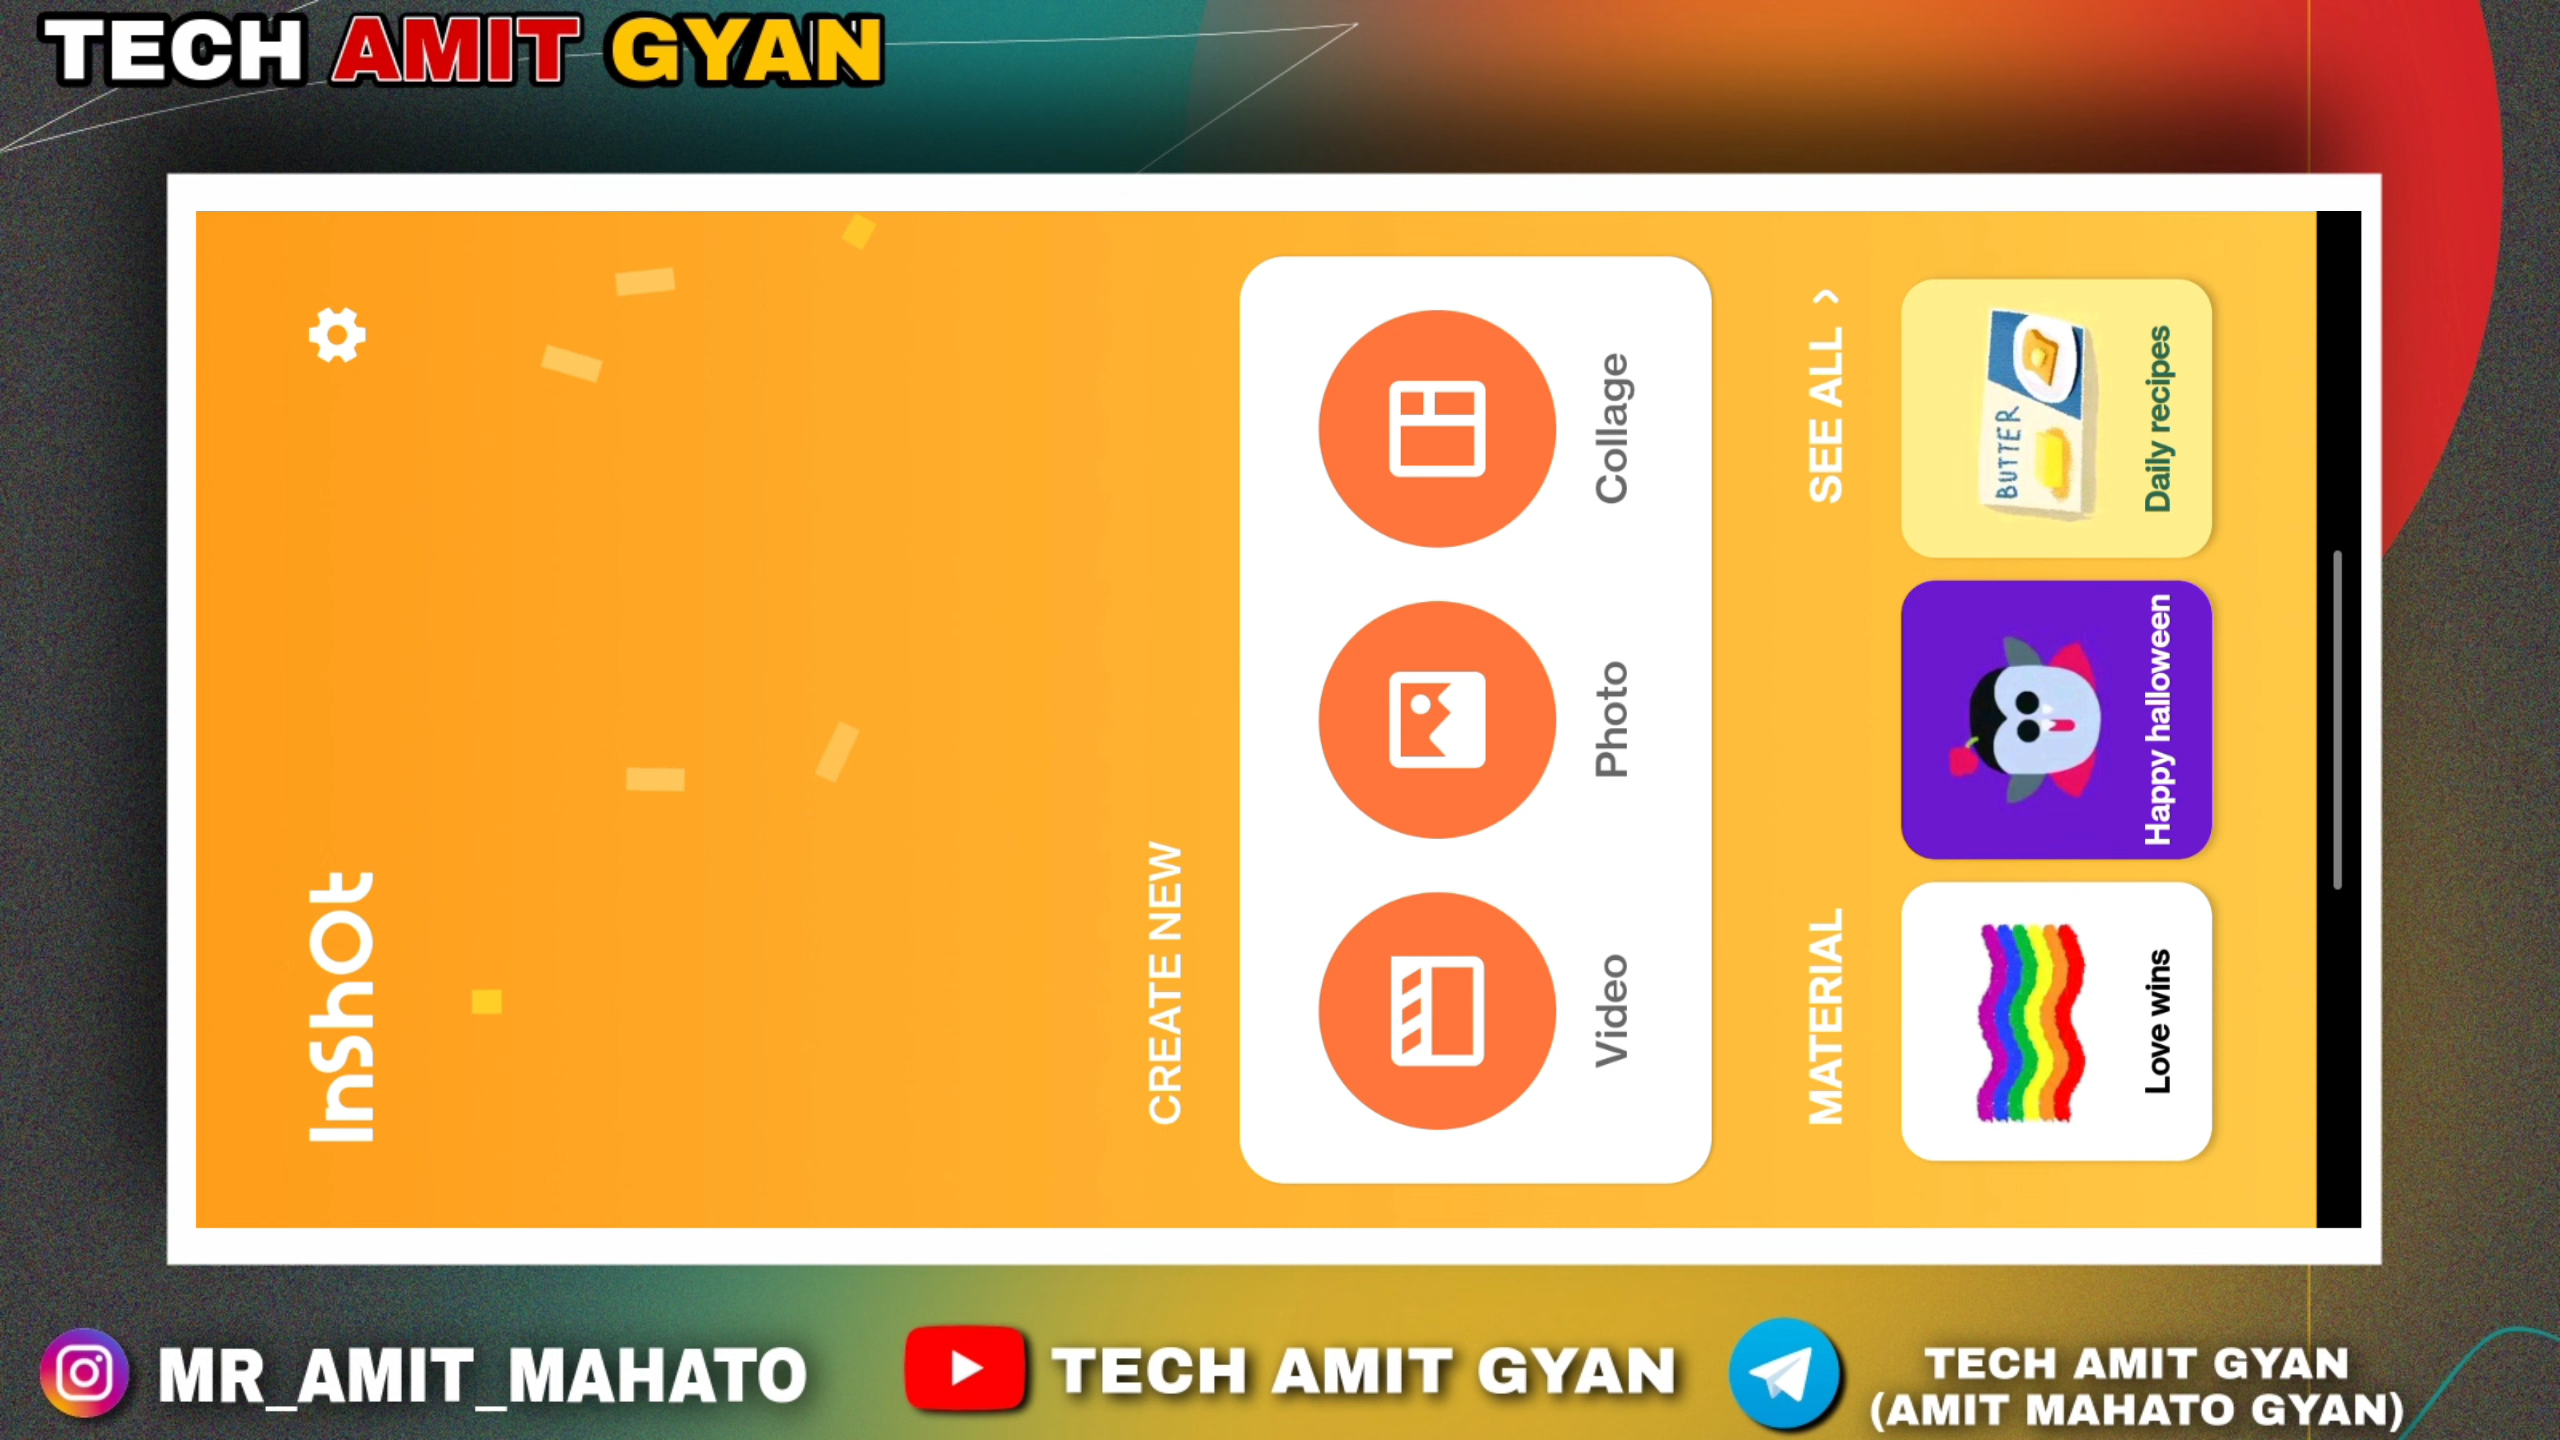 TECH AMIT GYAN
InShOt
CREATE NEW
Video
Photo
Collage
MATERIAL
SEE ALL >
Love wins
Happy halloween
BUTTER
Daily recipes
MR_AMIT_MAHATO
TECH AMIT GYAN
TECH AMIT GYAN
(AMIT MAHATO GYAN)